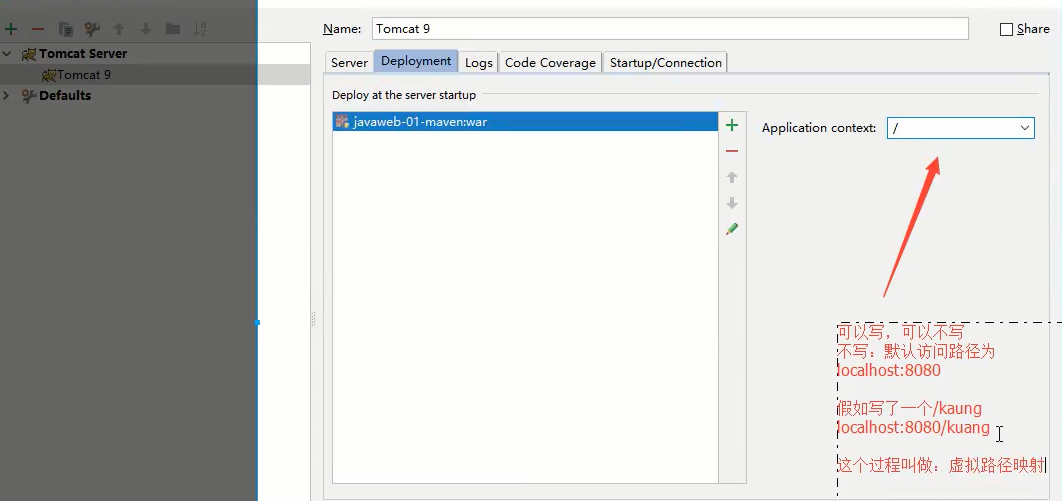 Name:
Tomcat 9
Share
Tomcat Server
Tomcat 9
Defaults
Server
Deployment
Logs
Code Coverage
Startup/Connection
Deploy at the server startup
javaweb-01-maven:war
Application context:
/
可以写，可以不写
不写：默认访问路径为
localhost:8080
假如写了一个/kaung
localhost:8080/kuang
这个过程叫做：虚拟路径映射